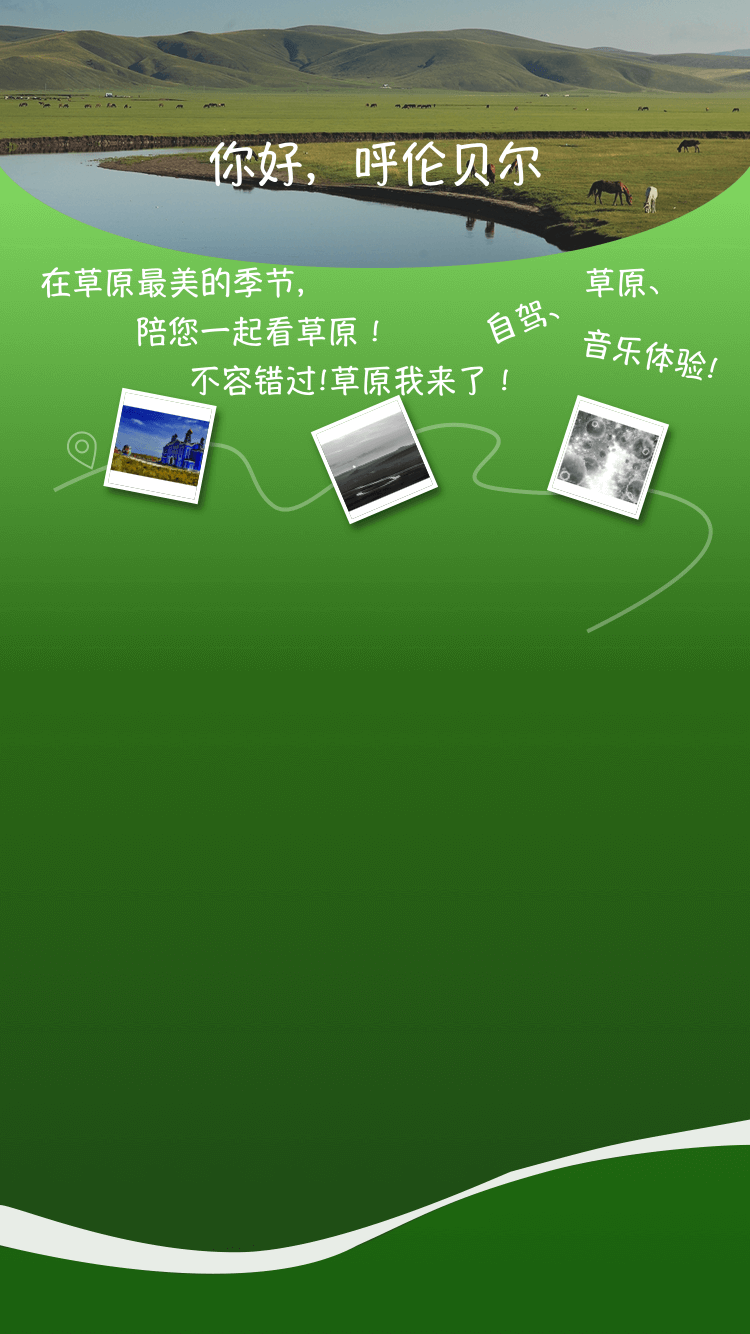 你好，呼伦贝尔
在草原最美的季节，
陪您一起看草原！
不容错过!草原我来了！
草原、
自驾、
音乐体验!